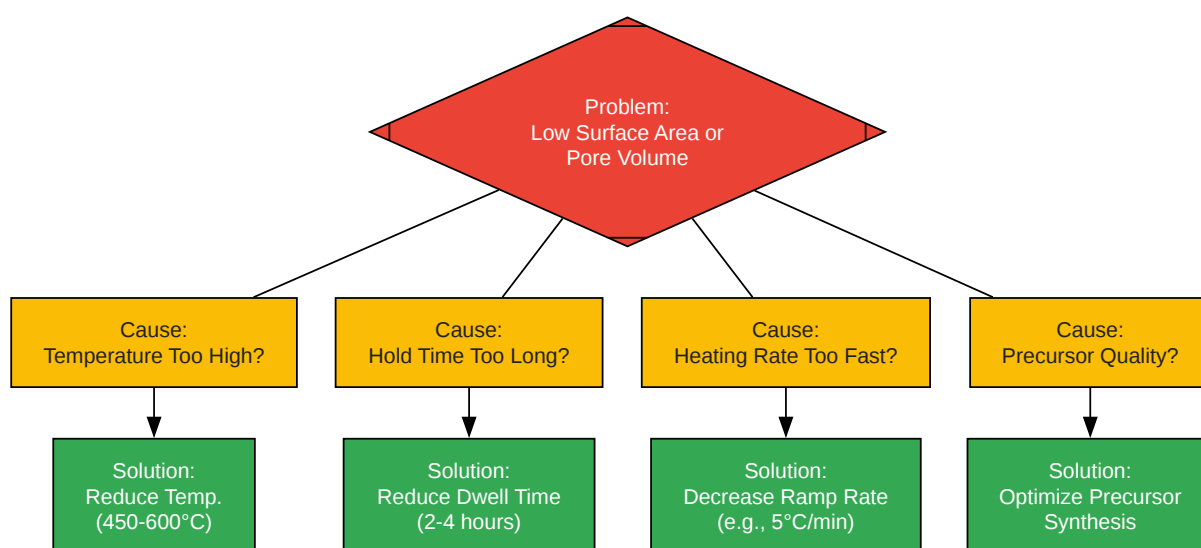 Problem:
Low Surface Area or
Pore Volume
Cause:
Temperature Too High?
Cause:
Hold Time Too Long?
Cause:
Heating Rate Too Fast?
Cause:
Precursor Quality?
Solution:
Reduce Temp.
(450-600°C)
Solution:
Reduce Dwell Time
(2-4 hours)
Solution:
Decrease Ramp Rate
(e.g., 5°C/min)
Solution:
Optimize Precursor
Synthesis